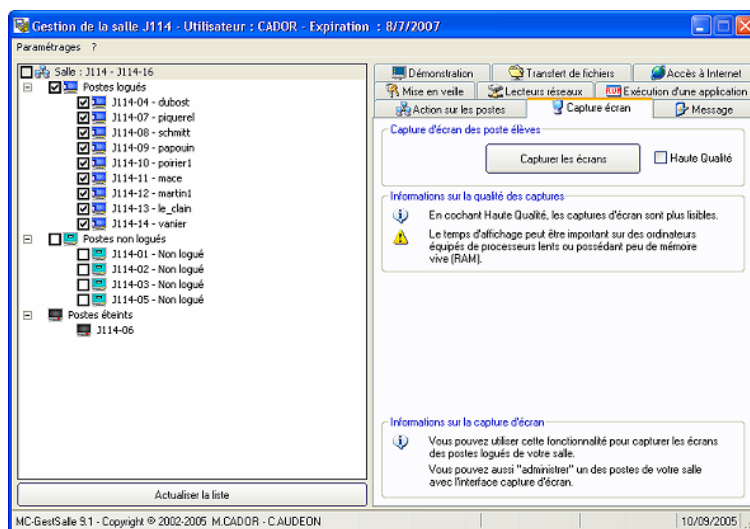 Gestion de la salle J114 - Utilisateur : CADOR - Expiration : 8/7/2007
Paramétrages ?
Salle : J114 - J114-16
Postes logués
J114-04 - dubost
J114-07 - piquerel
J114-08 - schmitt
J114-09 - papouin
J114-10 - poirier1
J114-11 - mace
J114-12 - martin1
J114-13 - le_clain
J114-14 - vanier
Postes non logués
J114-01 - Non logué
J114-02 - Non logué
J114-03 - Non logué
J114-05 - Non logué
Postes éteints
J114-06
Actualiser la liste
Démonstration
Transfert de fichiers
Accès à Internet
Mise en veille
Lecteurs réseaux
RUN Exécution d'une application
Action sur les postes
Capture écran
Message
Capture d'écran des poste élèves
Capturer les écrans
Haute Qualité
Informations sur la qualité des captures
En cochant Haute Qualité, les captures d'écran sont plus lisibles.
Le temps d'affichage peut être important sur des ordinateurs
équipés de processeurs lents ou possédant peu de mémoire
vive (RAM).
Informations sur la capture d'écran
Vous pouvez utiliser cette fonctionnalité pour capturer les écrans
des postes logués de votre salle.
Vous pouvez aussi "administrer" un des postes de votre salle
avec l'interface capture d'écran.
MC-GestSalle 9.1 - Copyright © 2002-2005 M.CADOR - C.AUDEON
10/09/2005